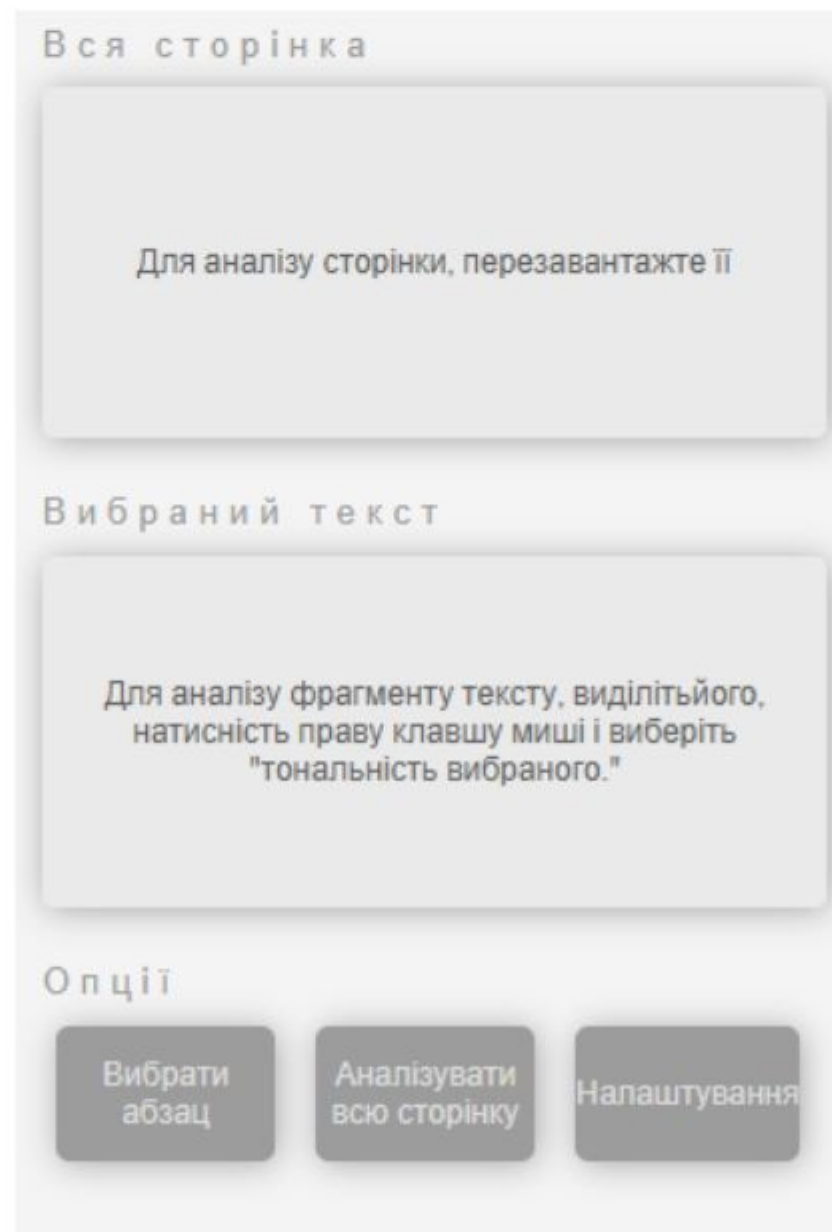 Вся сторінка
Для аналізу сторінки, перезавантажте її
Вибраний текст
Для аналізу фрагменту тексту, виділітьйого,
натисність праву клавшу миші і виберіть
"тональність вибраного."
Опції
Вибрати
абзац
Аналізувати
всю сторінку
Налаштування